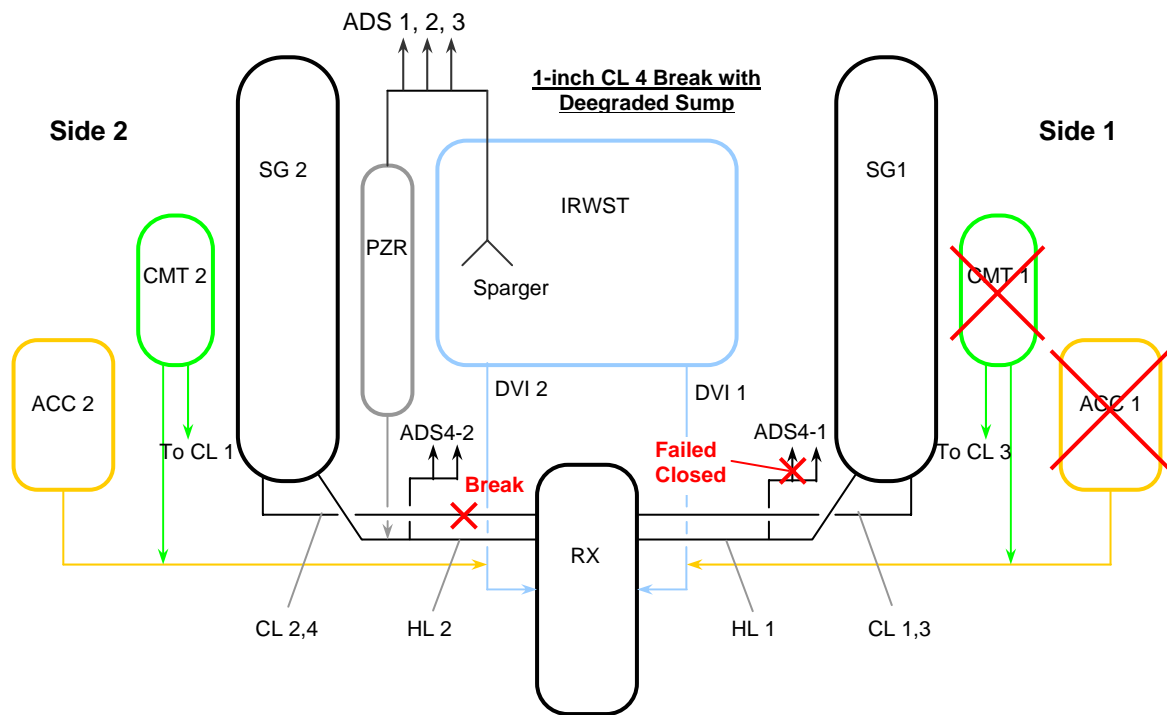 ADS 1, 2, 3
1-inch CL 4 Break with
Deegraded Sump
Side 2
Side 1
SG 2
SG1
IRWST
PZR
CMT 2
CMT 1
Sparger
ACC 2
ACC 1
DVI 2
DVI 1
To CL 1
ADS4-2
ADS4-1
To CL 3
Failed
Closed
Break
RX
CL 2,4
HL 2
HL 1
CL 1,3